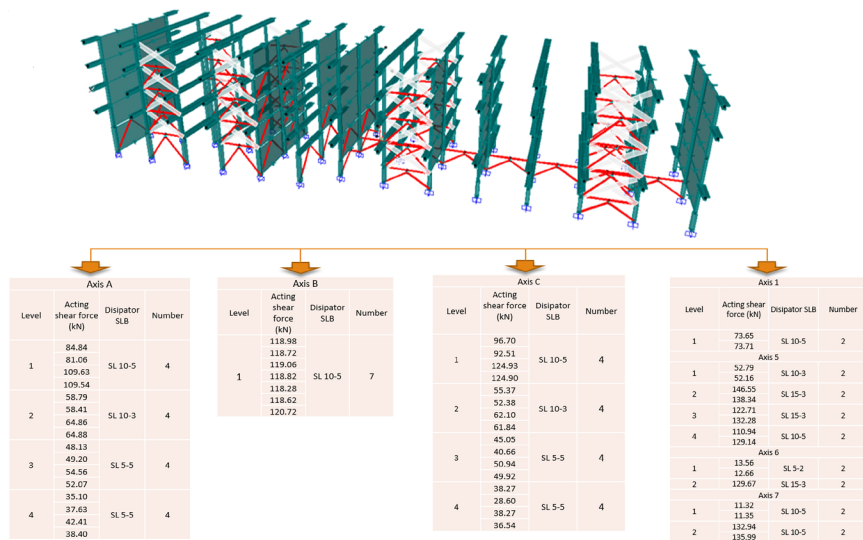 Axis A
Level Acting shear force (kN) Disipator SLB Number
1 84.84 SL 10-5 4
81.06
109.63
109.54
2 58.79 SL 10-3 4
58.41
64.86
64.88
3 48.13 SL 5-5 4
49.20
54.56
52.07
4 35.10 SL 5-5 4
37.63
42.41
38.40
Axis B
Level Acting shear force (kN) Disipator SLB Number
1 118.98 SL 10-5 7
118.72
119.06
118.82
118.28
118.62
120.72
Axis C
Level Acting shear force (kN) Disipator SLB Number
1 96.70 SL 10-5 4
92.51
124.93
124.90
2 55.37 SL 10-3 4
52.38
62.10
61.84
3 45.05 SL 5-5 4
40.66
50.94
49.92
4 38.27 SL 5-5 4
28.60
38.27
36.54
Axis 1
Level Acting shear force (kN) Disipator SLB Number
1 73.65 SL 10-5 2
73.71
Axis 5
1 52.79 SL 10-3 2
52.16
2 146.55 SL 15-3 2
138.34
3 122.71 SL 15-3 2
132.28
4 110.94 SL 10-5 2
129.14
Axis 6
1 13.56 SL 5-2 2
12.66
2 129.67 SL 15-3 2
Axis 7
1 11.32 SL 10-5 2
11.35
2 132.94 SL 10-5 2
135.99